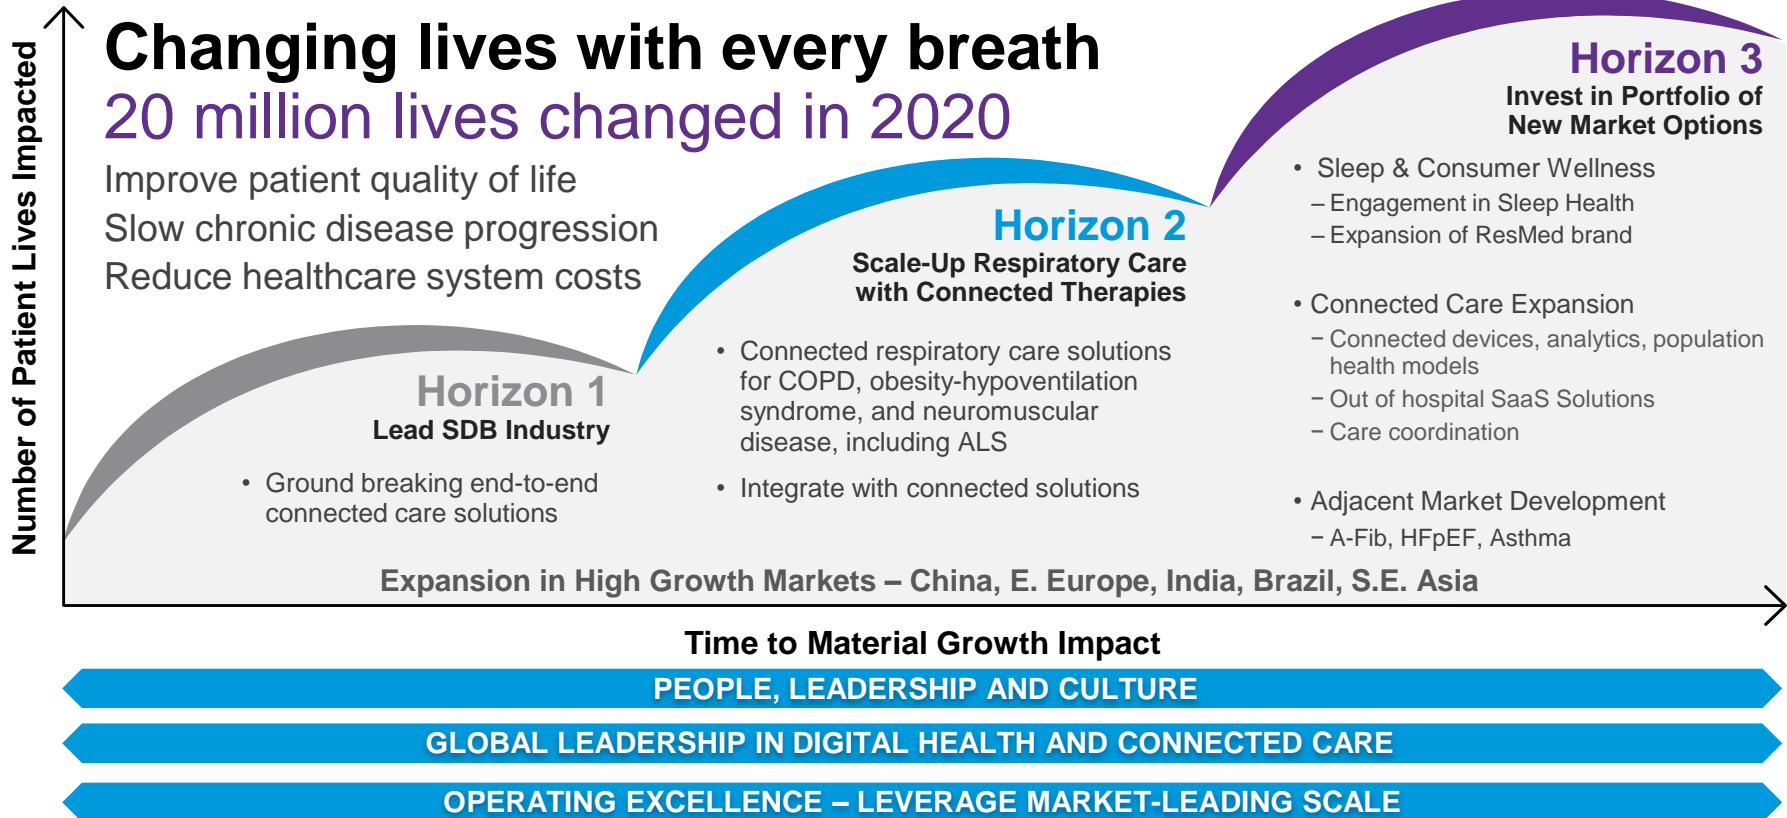 Number of Patient Lives Impacted
Changing lives with every breath
20 million lives changed in 2020
Improve patient quality of life
Slow chronic disease progression
Reduce healthcare system costs
Horizon 1
Lead SDB Industry
• Ground breaking end-to-end
connected care solutions
Horizon 2
Scale-Up Respiratory Care
with Connected Therapies
• Connected respiratory care solutions
for COPD, obesity-hypoventilation
syndrome, and neuromuscular
disease, including ALS
• Integrate with connected solutions
Horizon 3
Invest in Portfolio of
New Market Options
• Sleep & Consumer Wellness
– Engagement in Sleep Health
– Expansion of ResMed brand
• Connected Care Expansion
− Connected devices, analytics, population
health models
− Out of hospital SaaS Solutions
− Care coordination
• Adjacent Market Development
− A-Fib, HFpEF, Asthma
Expansion in High Growth Markets – China, E. Europe, India, Brazil, S.E. Asia
Time to Material Growth Impact
PEOPLE, LEADERSHIP AND CULTURE
GLOBAL LEADERSHIP IN DIGITAL HEALTH AND CONNECTED CARE
OPERATING EXCELLENCE – LEVERAGE MARKET-LEADING SCALE